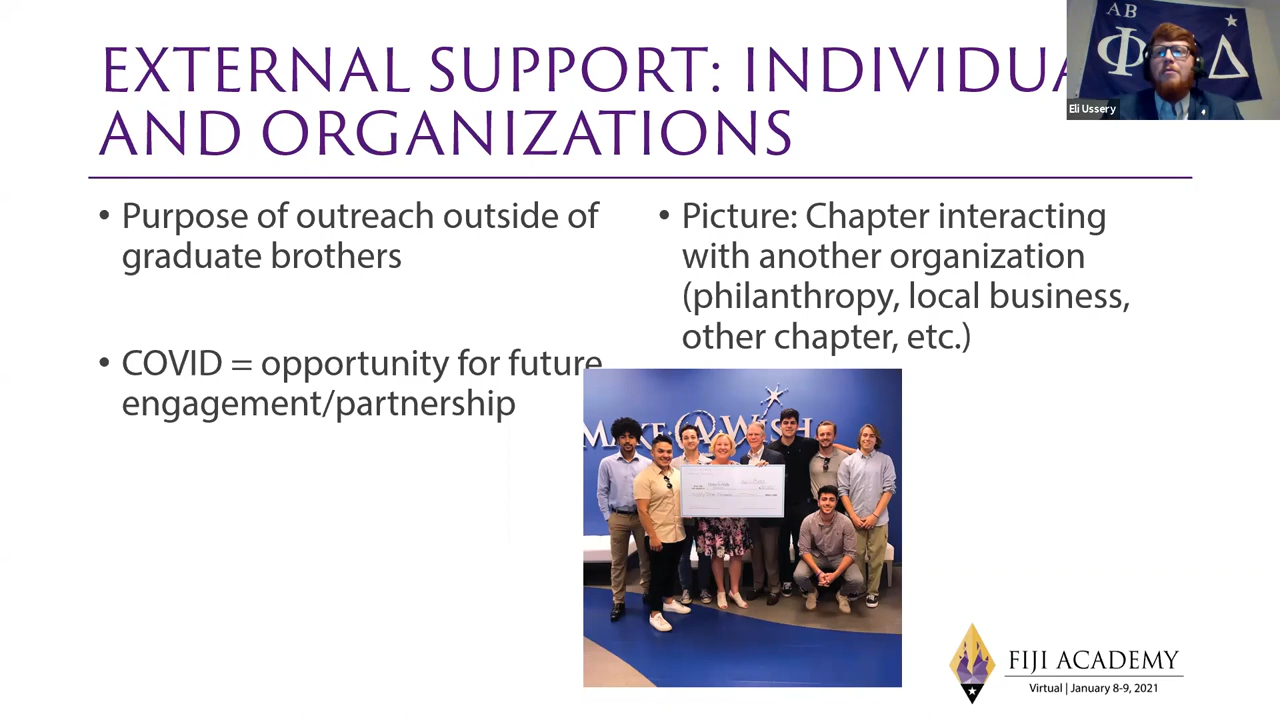 EXTERNAL SUPPORT: INDIVIDUA
AND ORGANIZATIONS
ΑΒ
Φ Δ
Eli Ussery
• Purpose of outreach outside of
graduate brothers
• COVID = opportunity for future
engagement/partnership
• Picture: Chapter interacting
with another organization
(philanthropy, local business,
other chapter, etc.)
MAKE-A-WISH
FIJI ACADEMY
Virtual | January 8-9, 2021